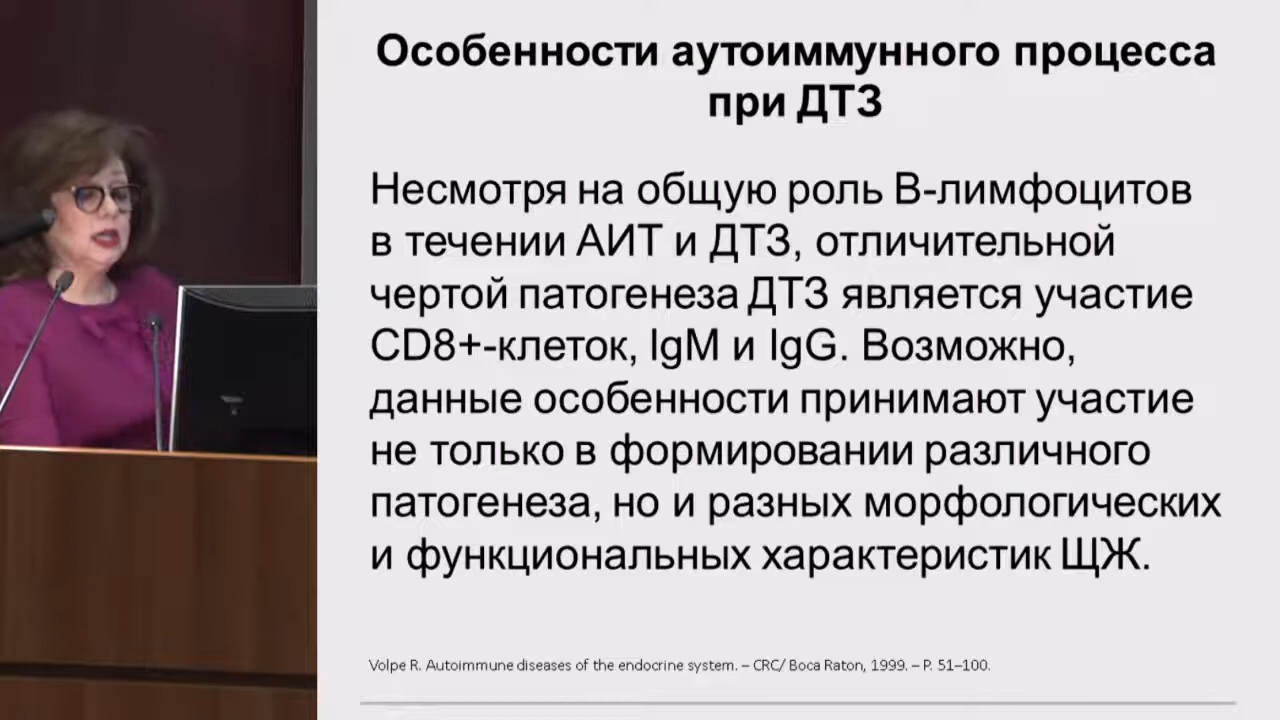 Особенности аутоиммунного процесса
при ДТЗ
Несмотря на общую роль В-лимфоцитов
в течении АИТ и ДТЗ, отличительной
чертой патогенеза ДТЗ является участие
CD8+-клеток, IgM и IgG. Возможно,
данные особенности принимают участие
не только в формировании различного
патогенеза, но и разных морфологических
и функциональных характеристик ЩЖ.
Volpe R. Autoimmune diseases of the endocrine system. – CRC/ Boca Raton, 1999. – P. 51–100.